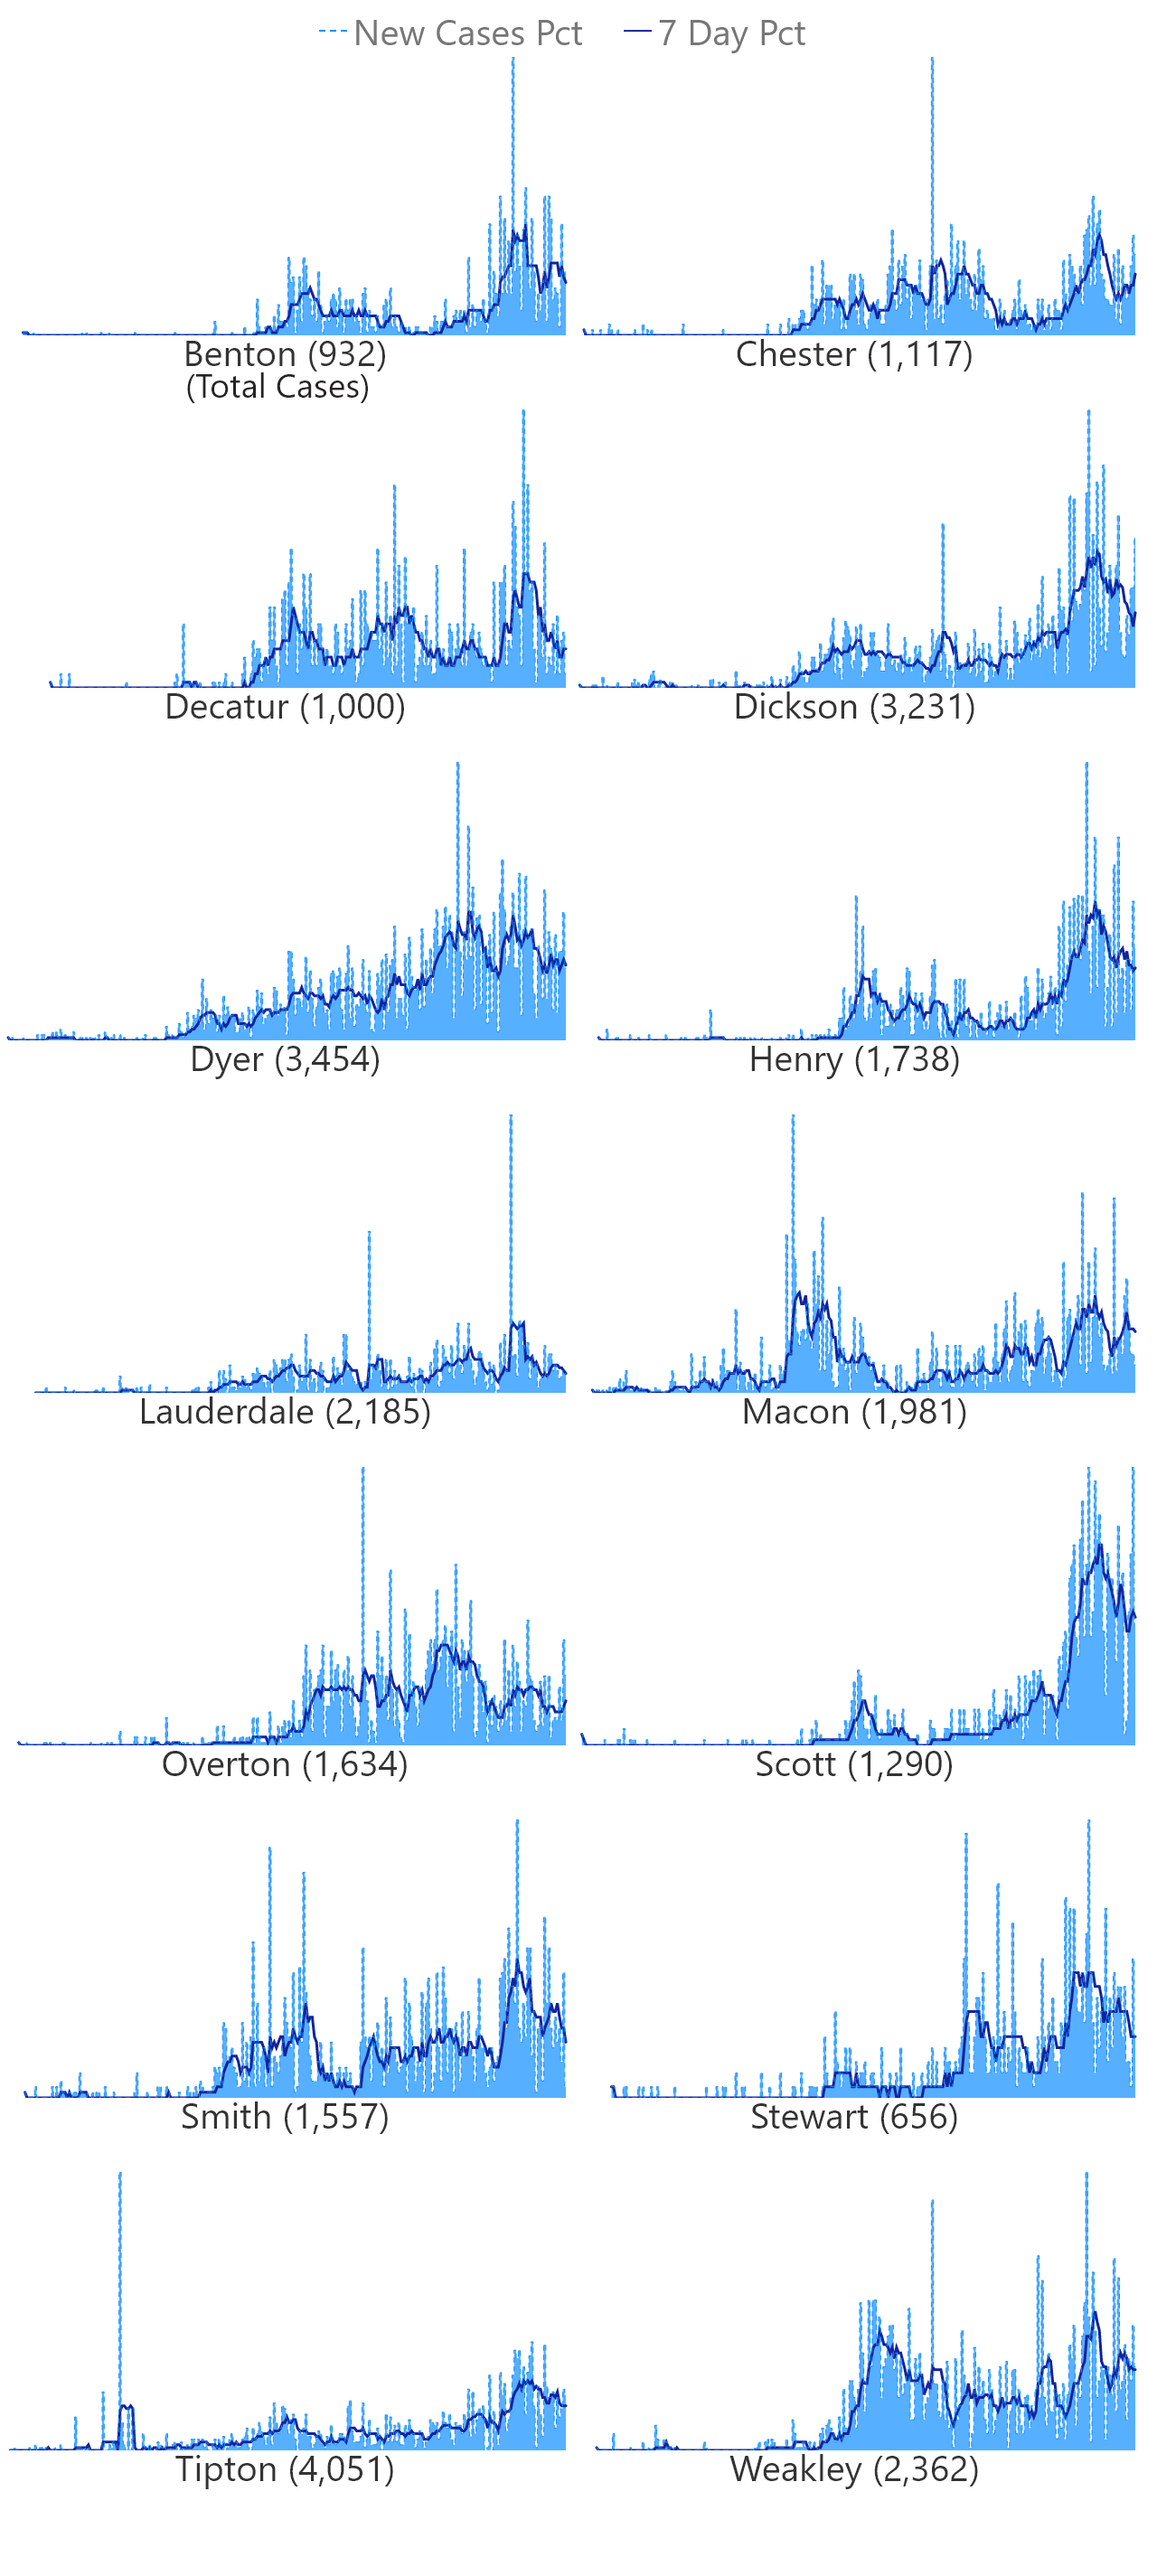 New Cases Pct 7 Day Pct
Benton (932) Chester (1,117)
(Total Cases)
Decatur (1,000) Dickson (3,231)
Dyer (3,454) Henry (1,738)
Lauderdale (2,185) Macon (1,981)
Overton (1,634) Scott (1,290)
Smith (1,557) Stewart (656)
Tipton (4,051) Weakley (2,362)